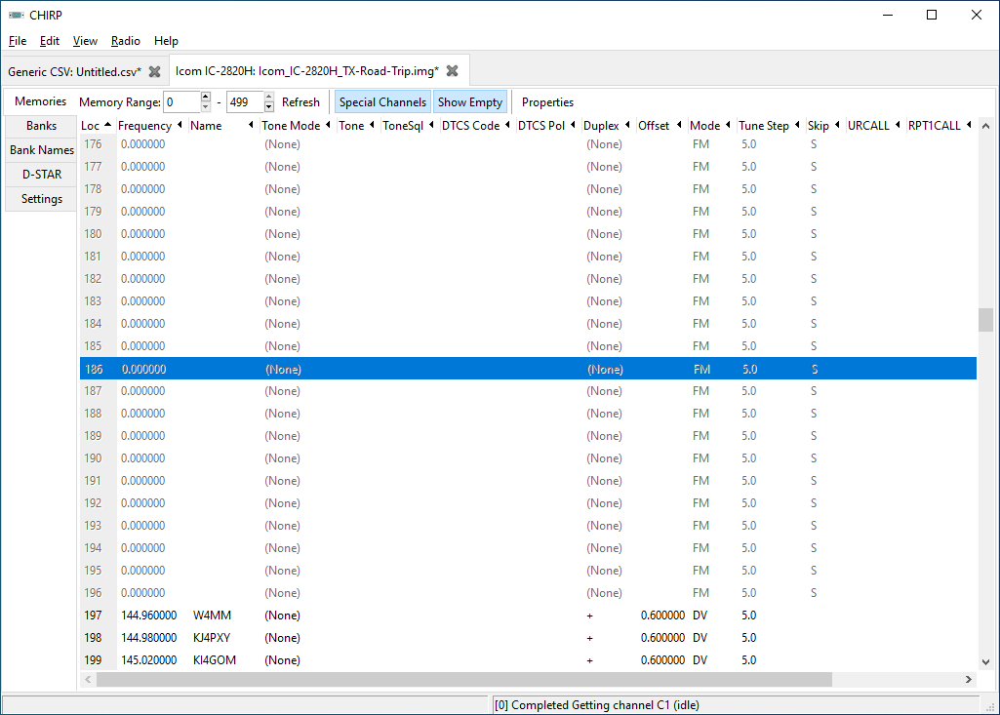 CHIRP
File Edit View Radio Help
Generic CSV: Untitled.csv* Icom IC-2820H: Icom_IC-2820H_TX-Road-Trip.img*
Memories Memory Range: 0 - 499 Refresh Special Channels Show Empty Properties
Banks
Bank Names
D-STAR
Settings
Loc Frequency Name Tone Mode Tone ToneSql DTCS Code DTCS Pol Duplex Offset Mode Tune Step Skip URCALL RPT1CALL
176 0.000000 (None) (None) FM 5.0 S
177 0.000000 (None) (None) FM 5.0 S
178 0.000000 (None) (None) FM 5.0 S
179 0.000000 (None) (None) FM 5.0 S
180 0.000000 (None) (None) FM 5.0 S
181 0.000000 (None) (None) FM 5.0 S
182 0.000000 (None) (None) FM 5.0 S
183 0.000000 (None) (None) FM 5.0 S
184 0.000000 (None) (None) FM 5.0 S
185 0.000000 (None) (None) FM 5.0 S
186 0.000000 (None) (None) FM 5.0 S
187 0.000000 (None) (None) FM 5.0 S
188 0.000000 (None) (None) FM 5.0 S
189 0.000000 (None) (None) FM 5.0 S
190 0.000000 (None) (None) FM 5.0 S
191 0.000000 (None) (None) FM 5.0 S
192 0.000000 (None) (None) FM 5.0 S
193 0.000000 (None) (None) FM 5.0 S
194 0.000000 (None) (None) FM 5.0 S
195 0.000000 (None) (None) FM 5.0 S
196 0.000000 (None) (None) FM 5.0 S
197 144.960000 W4MM (None) + 0.600000 DV 5.0
198 144.980000 KJ4PXY (None) + 0.600000 DV 5.0
199 145.020000 KI4GOM (None) + 0.600000 DV 5.0
[0] Completed Getting channel C1 (idle)